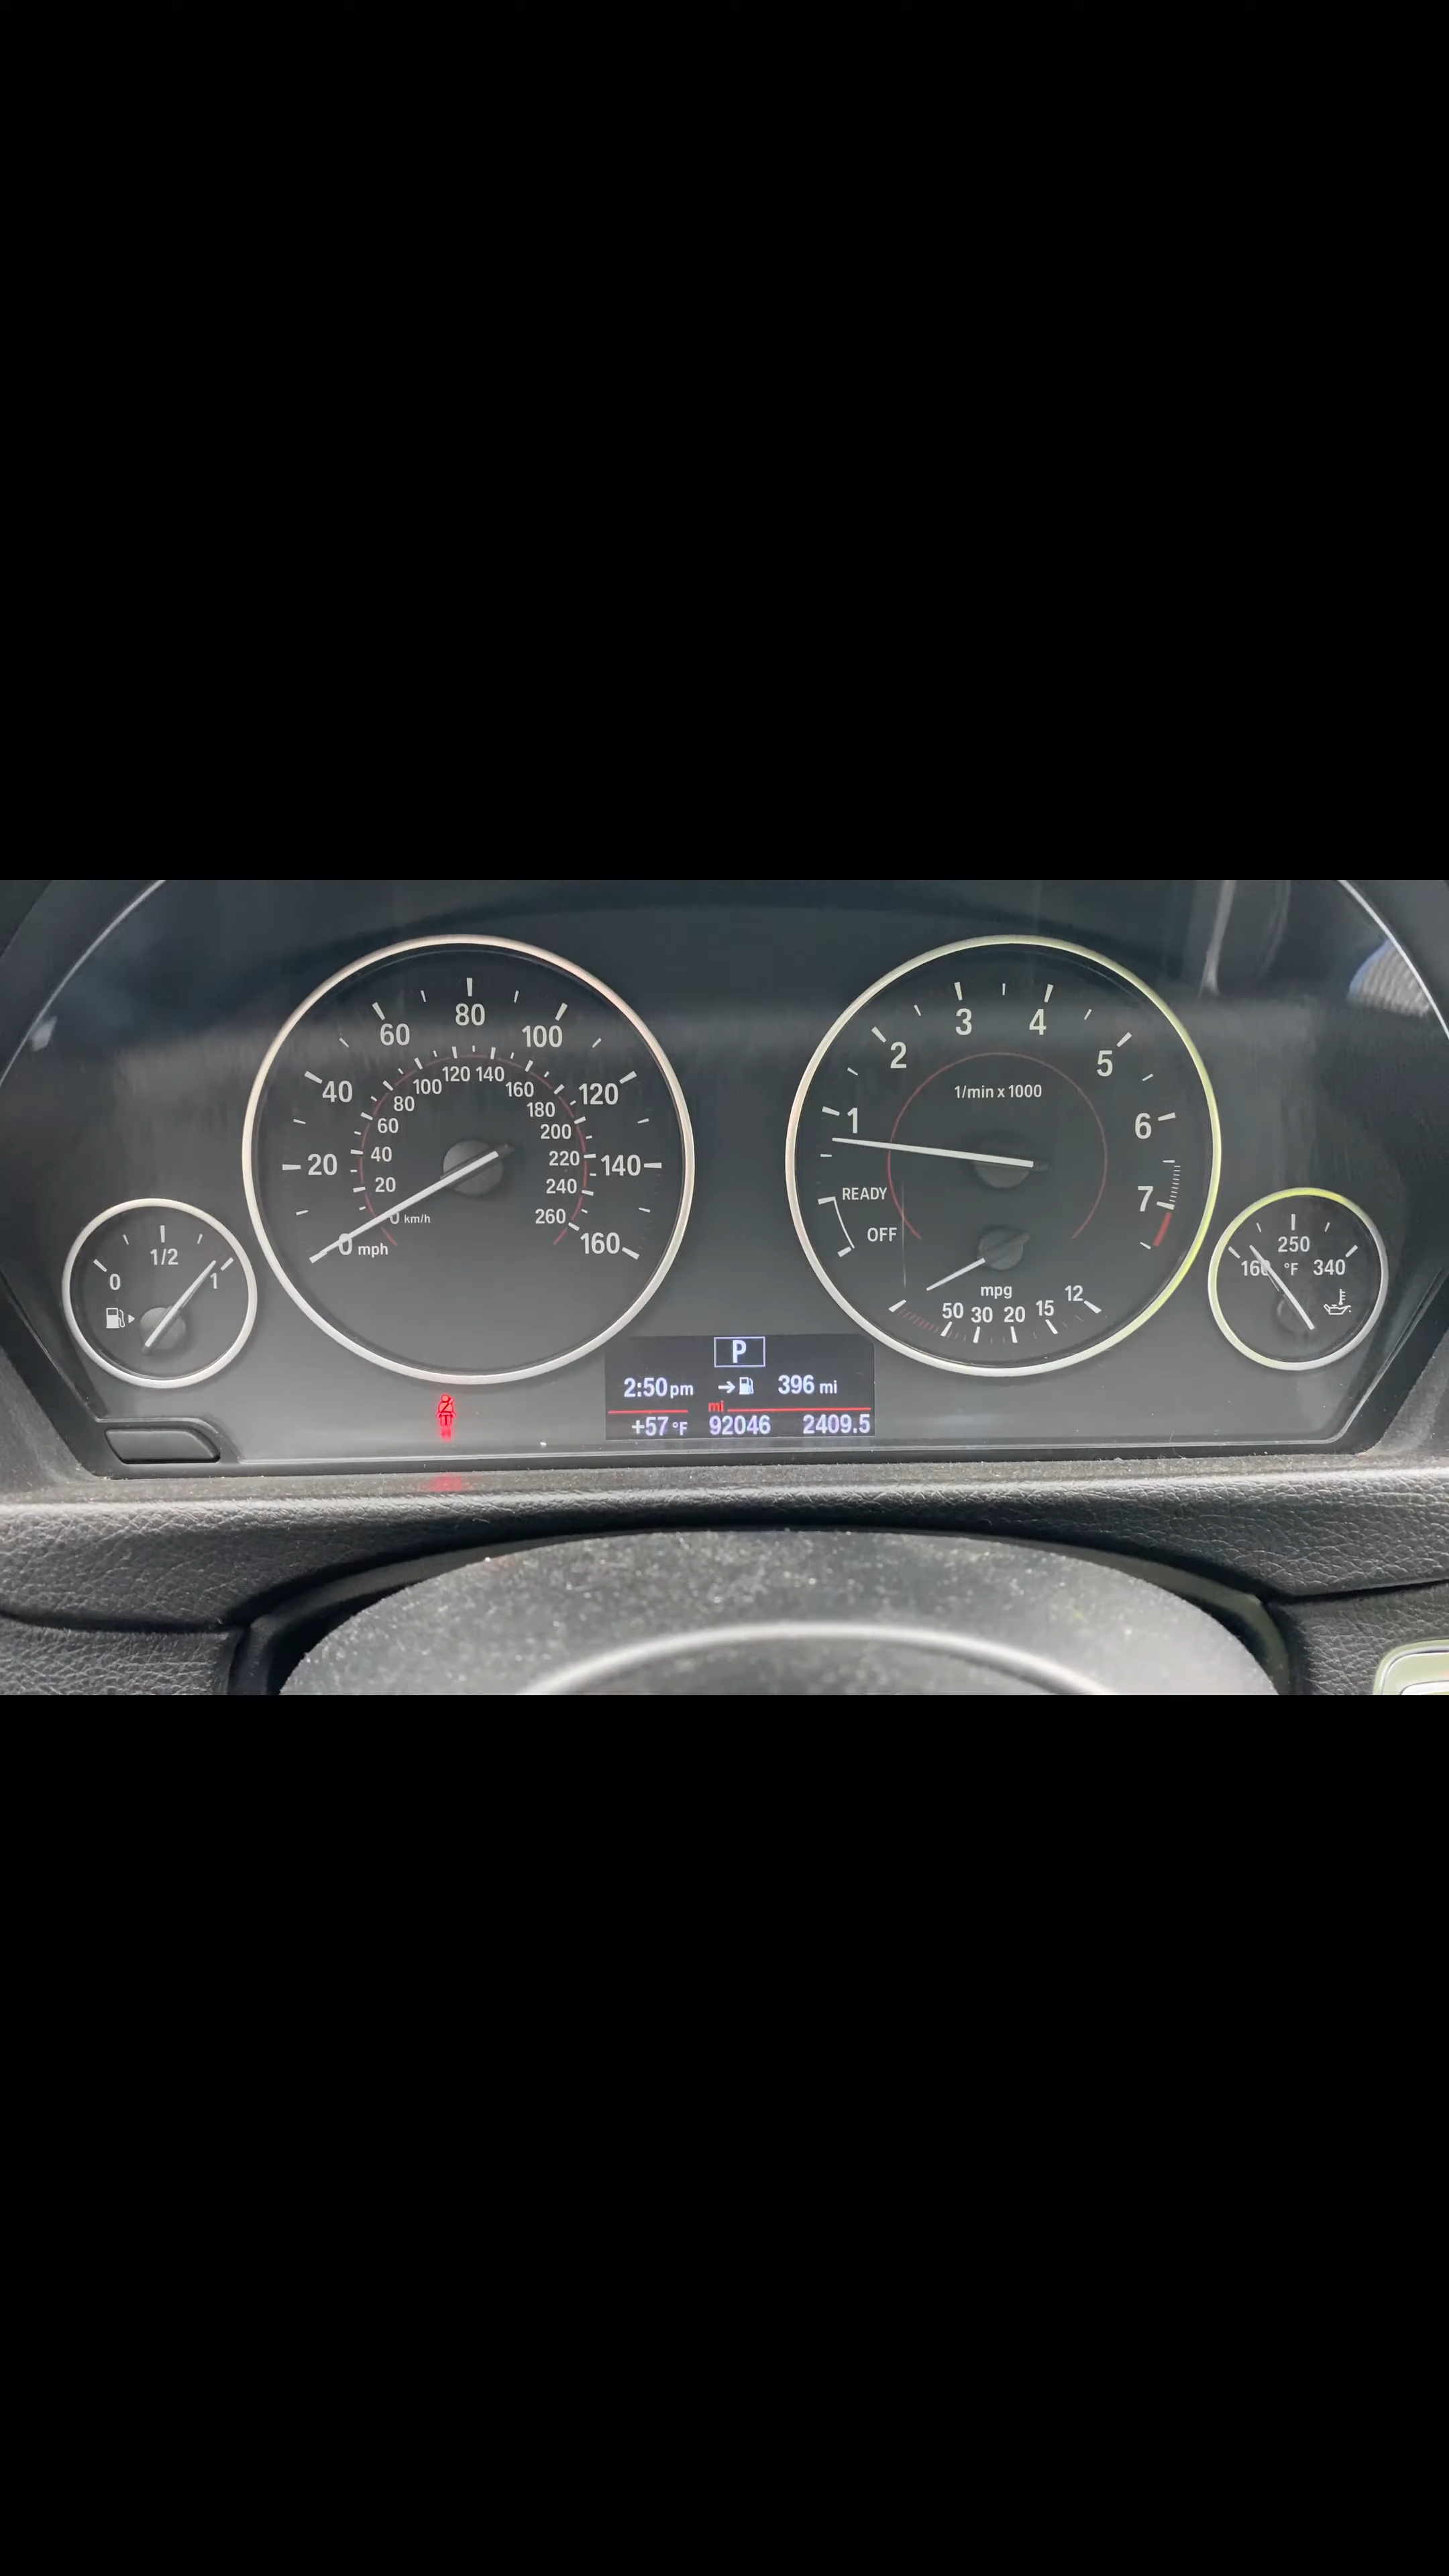 0
1/2
1
0 mph
20
40
60
80
100
120
140
160
0 km/h
20
40
60
80
100
120
140
160
180
200
220
240
260
1/min x 1000
1
2
3
4
5
6
7
READY
OFF
mpg
50 30 20 15 12
160 250 340
°F
P
2:50pm 396 mi
mi
+57 °F 92046 2409.5